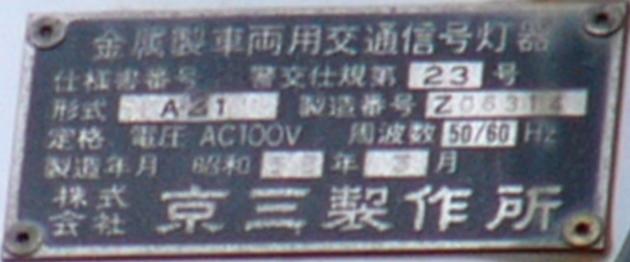 金属製車両用交通信号灯器
仕様書番号 警交仕規第 23 号
形式 A21 製造番号 Z06314
定格 電圧 AC100V 周波数 50/60 Hz
製造年月 昭和 年 3 月
株式会社 京三製作所